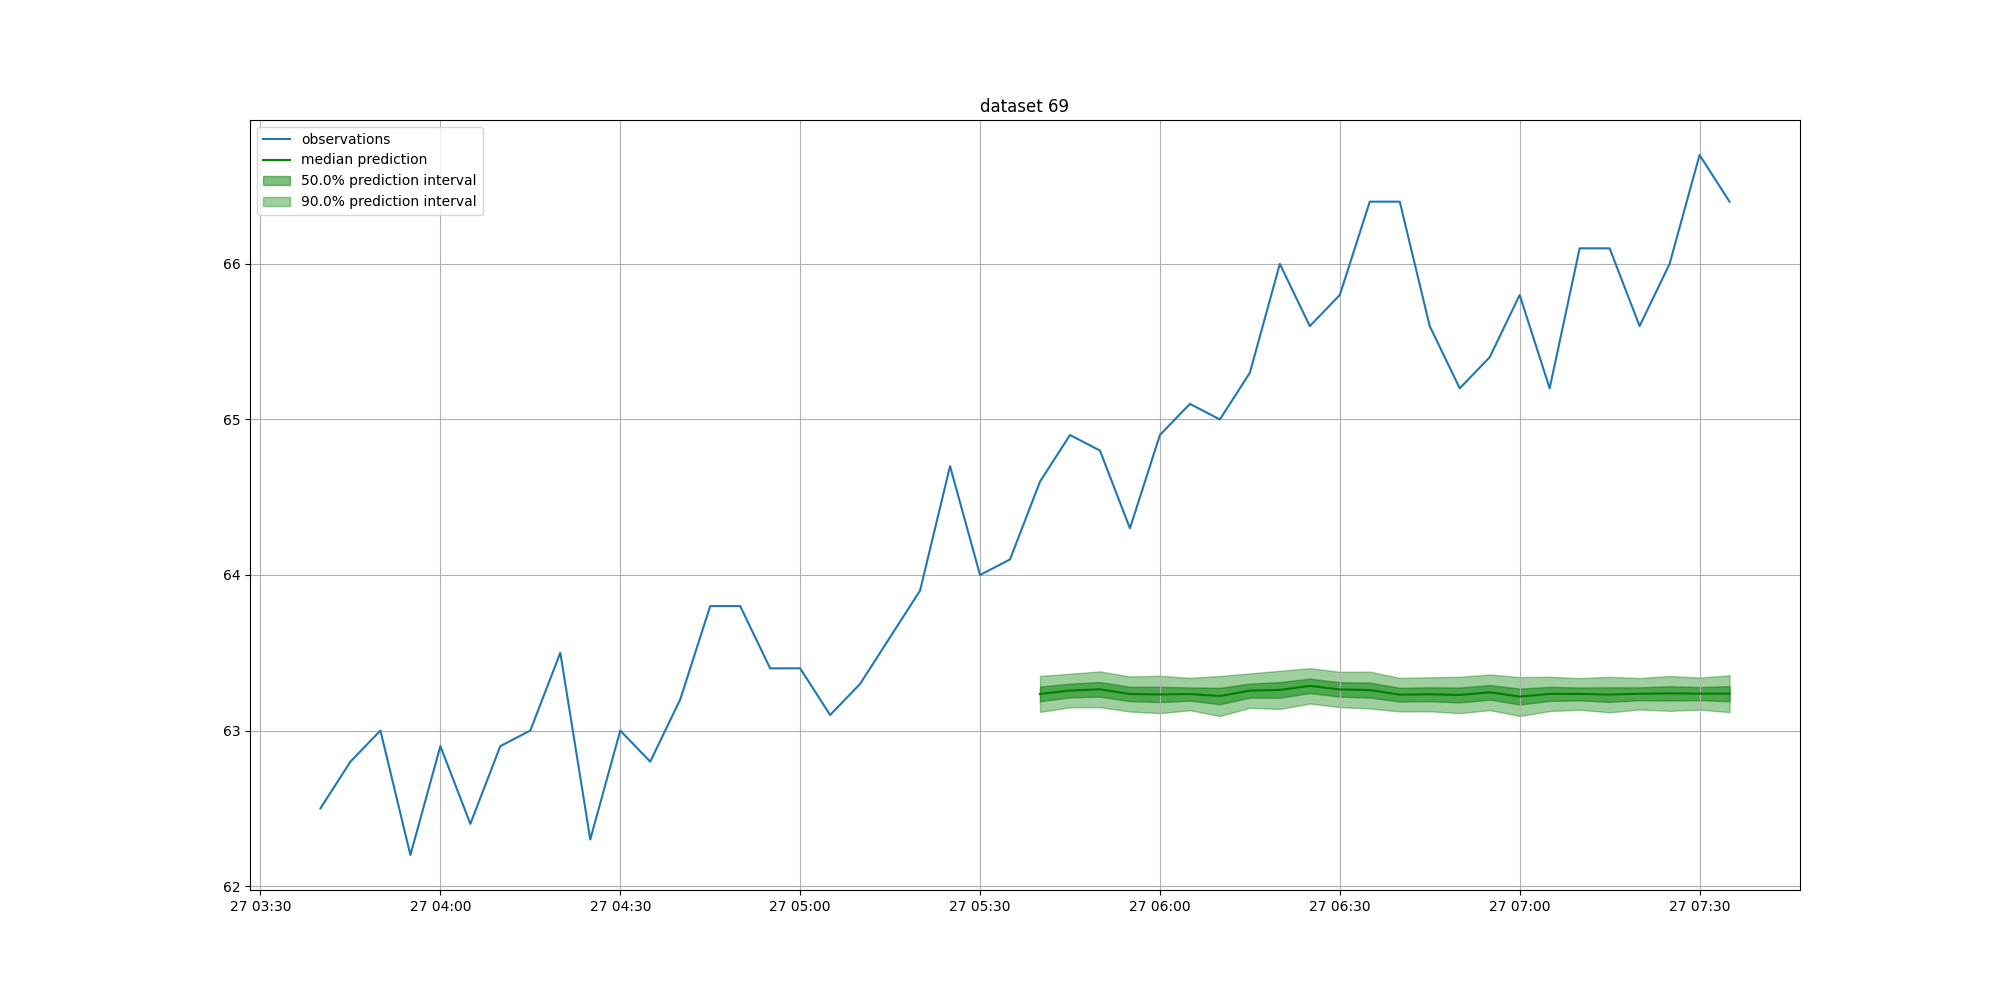 dataset 69
observations
median prediction
50.0% prediction interval
90.0% prediction interval
66
65
64
63
62
27 03:30
27 04:00
27 04:30
27 05:00
27 05:30
27 06:00
27 06:30
27 07:00
27 07:30